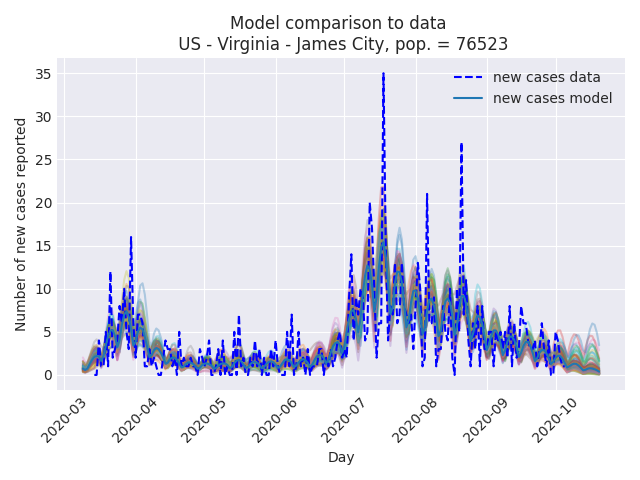 Model comparison to data
US - Virginia - James City, pop. = 76523
new cases data
new cases model
Number of new cases reported
35
30
25
20
15
10
5
0
2020-03
2020-04
2020-05
2020-06
2020-07
2020-08
2020-09
2020-10
Day